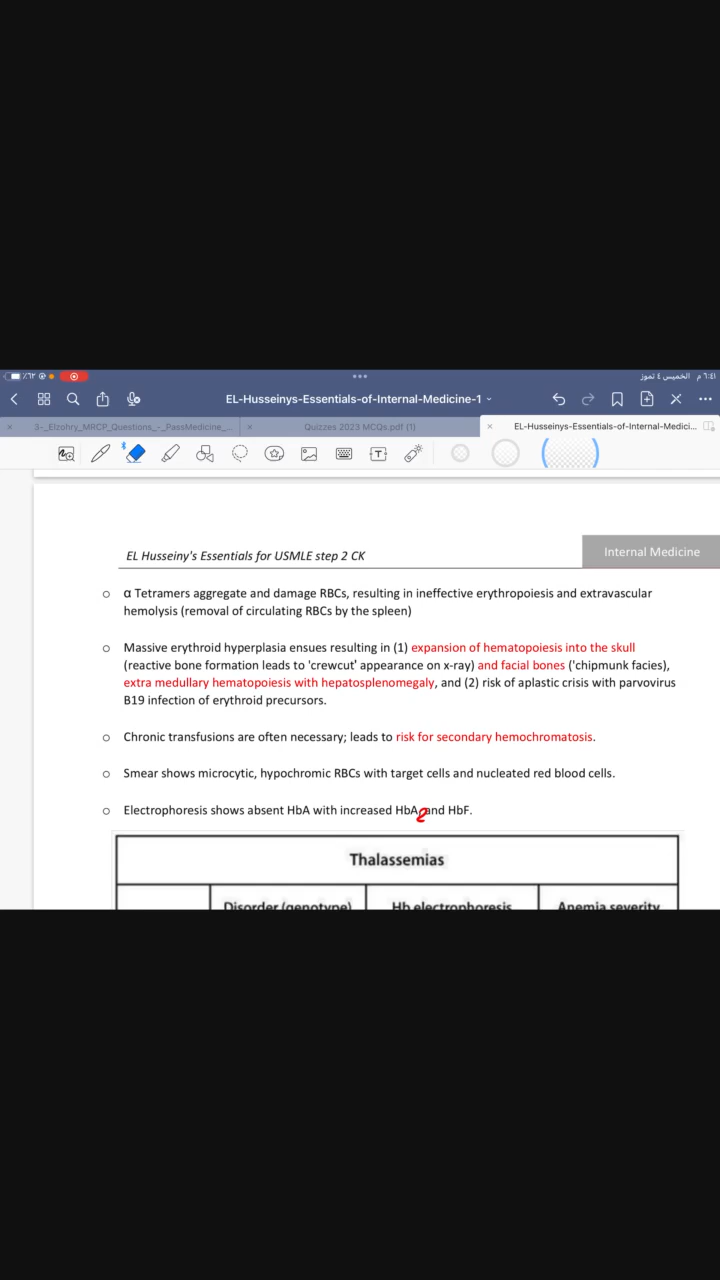 ٪٦٢
٦:٤١ م الخميس ٤ تموز
EL-Husseinys-Essentials-of-Internal-Medicine-1
3-_Elzohry_MRCP_Questions_-_PassMedicine_...
Quizzes 2023 MCQs.pdf (1)
EL-Husseinys-Essentials-of-Internal-Medici...
EL Husseiny's Essentials for USMLE step 2 CK
Internal Medicine
o α Tetramers aggregate and damage RBCs, resulting in ineffective erythropoiesis and extravascular
hemolysis (removal of circulating RBCs by the spleen)
o Massive erythroid hyperplasia ensues resulting in (1) expansion of hematopoiesis into the skull
(reactive bone formation leads to 'crewcut' appearance on x-ray) and facial bones ('chipmunk facies),
extra medullary hematopoiesis with hepatosplenomegaly, and (2) risk of aplastic crisis with parvovirus
B19 infection of erythroid precursors.
o Chronic transfusions are often necessary; leads to risk for secondary hemochromatosis.
o Smear shows microcytic, hypochromic RBCs with target cells and nucleated red blood cells.
o Electrophoresis shows absent HbA with increased HbA2 and HbF.
Thalassemias
Disorder (genotype) Hb electrophoresis Anemia severity